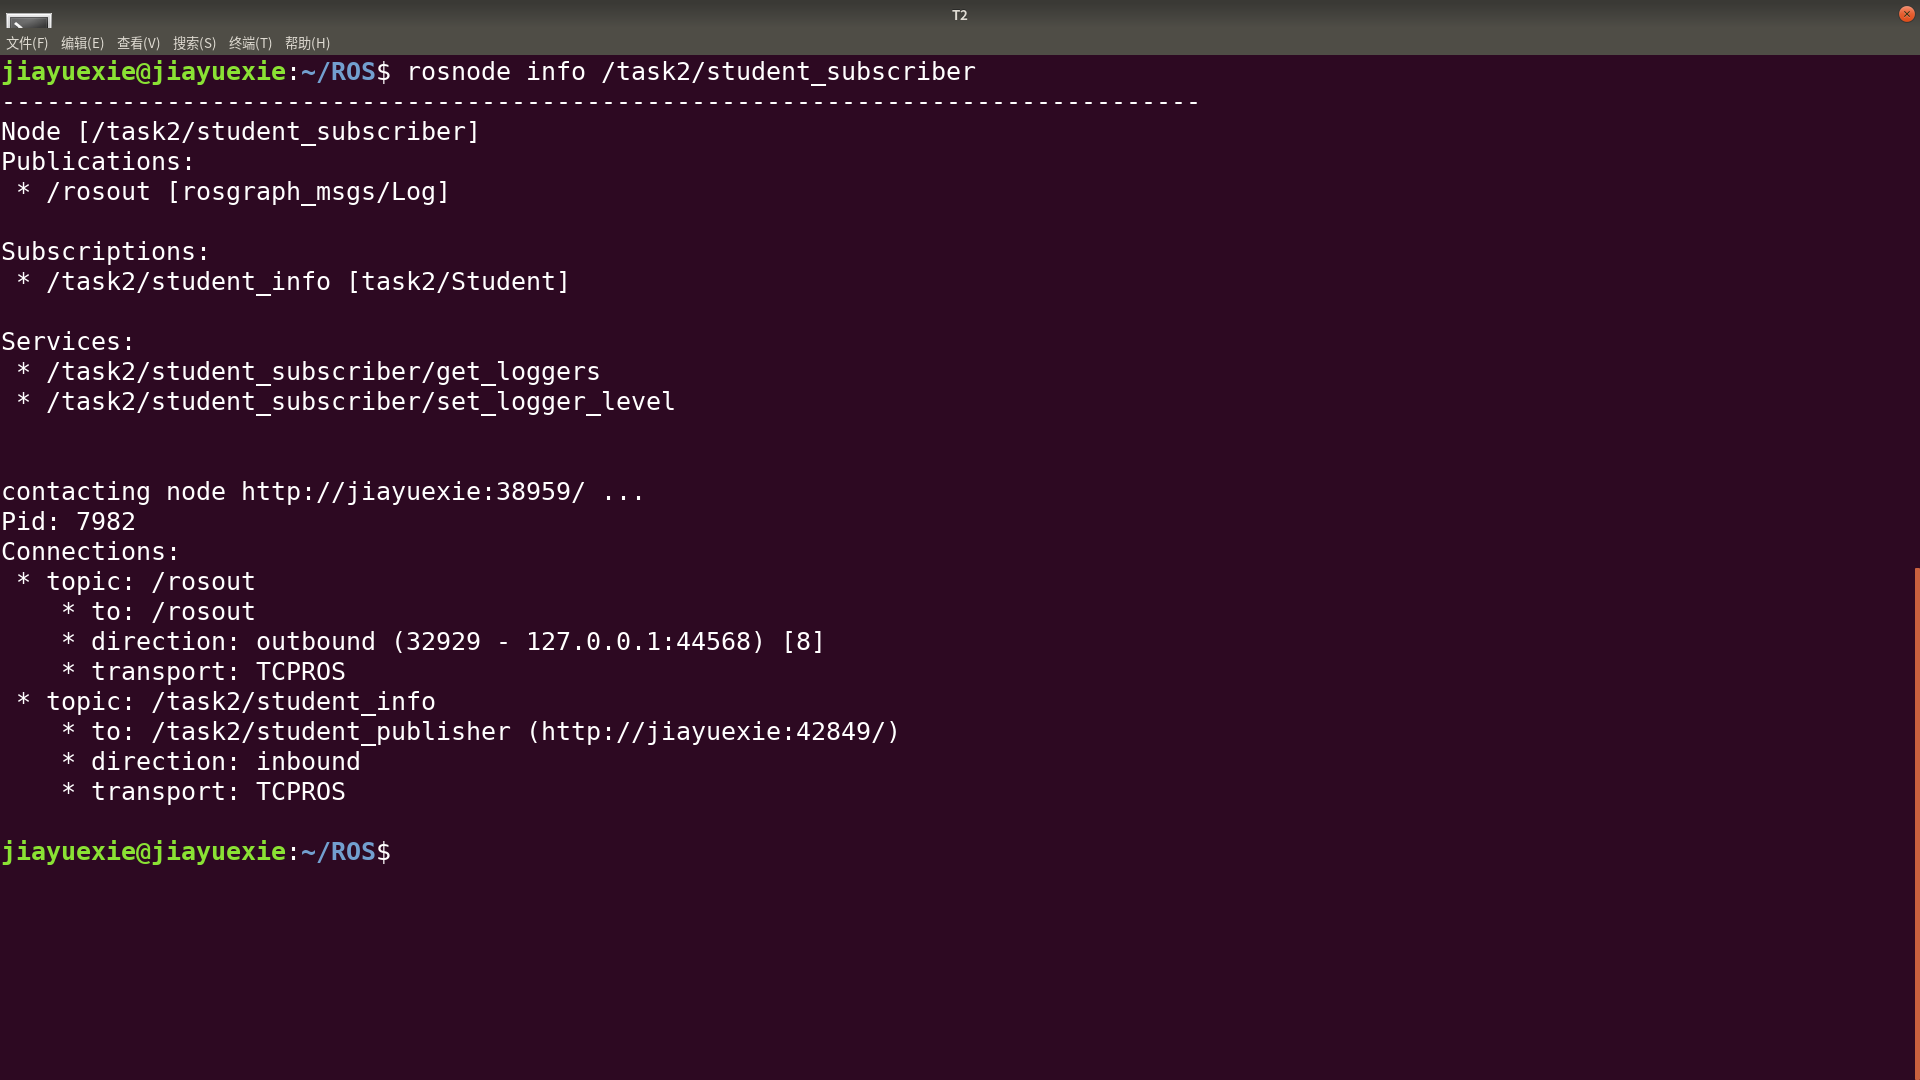 T2
文件(F) 编辑(E) 查看(V) 搜索(S) 终端(T) 帮助(H)
jiayuexie@jiayuexie:~/ROS$ rosnode info /task2/student_subscriber
--------------------------------------------------------------------------------
Node [/task2/student_subscriber]
Publications:
 * /rosout [rosgraph_msgs/Log]

Subscriptions:
 * /task2/student_info [task2/Student]

Services:
 * /task2/student_subscriber/get_loggers
 * /task2/student_subscriber/set_logger_level


contacting node http://jiayuexie:38959/ ...
Pid: 7982
Connections:
 * topic: /rosout
    * to: /rosout
    * direction: outbound (32929 - 127.0.0.1:44568) [8]
    * transport: TCPROS
 * topic: /task2/student_info
    * to: /task2/student_publisher (http://jiayuexie:42849/)
    * direction: inbound
    * transport: TCPROS

jiayuexie@jiayuexie:~/ROS$